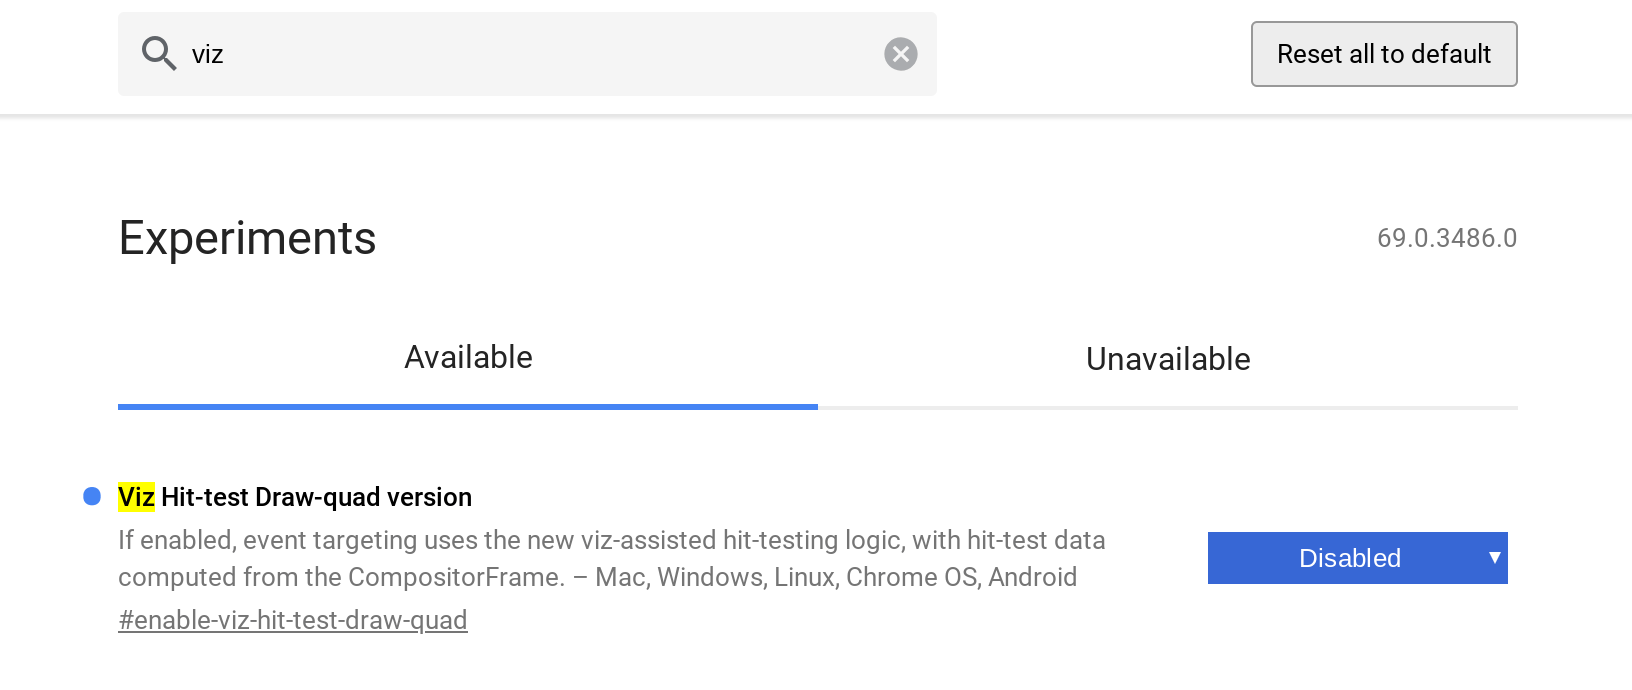 viz
Reset all to default
Experiments
69.0.3486.0
Available
Unavailable
Viz Hit-test Draw-quad version
If enabled, event targeting uses the new viz-assisted hit-testing logic, with hit-test data
computed from the CompositorFrame. – Mac, Windows, Linux, Chrome OS, Android
Disabled
#enable-viz-hit-test-draw-quad